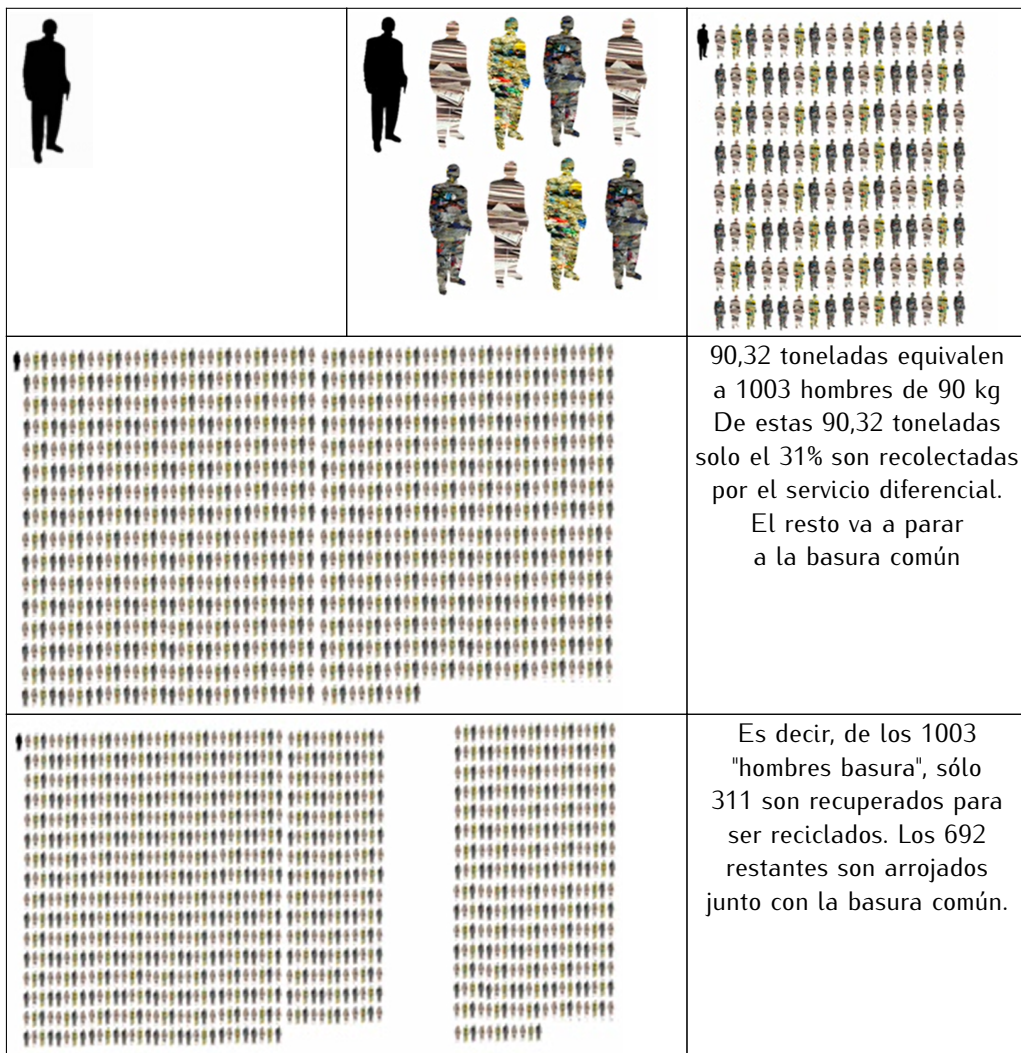 90,32 toneladas equivalen
a 1003 hombres de 90 kg
De estas 90,32 toneladas
solo el 31% son recolectadas
por el servicio diferencial.
El resto va a parar
a la basura común
Es decir, de los 1003
"hombres basura", sólo
311 son recuperados para
ser reciclados. Los 692
restantes son arrojados
junto con la basura común.